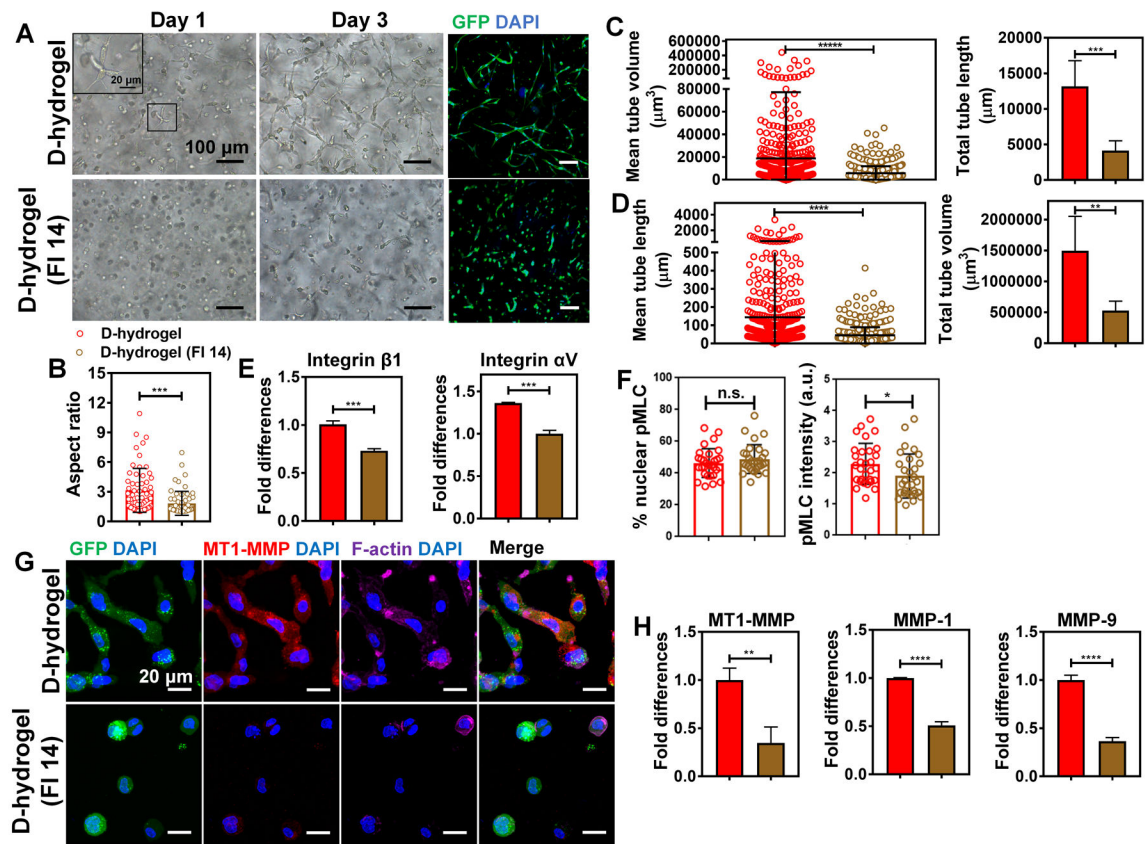 A
Day 1
Day 3
GFP DAPI
D-hydrogel
20 μm
100 μm
D-hydrogel
(FI 14)
D-hydrogel
D-hydrogel (FI 14)
B
Aspect ratio
15
12
9
6
3
0
***
C
Mean tube volume
(μm³)
600000
440000
300000
200000
100000
80000
60000
40000
20000
0
*****
Total tube length
(μm)
20000
15000
10000
5000
0
***
D
Mean tube length
(μm)
4000
3000
2000
1000
500
400
300
200
100
0
****
Total tube volume
(μm³)
2000000
1500000
1000000
500000
0
**
E
Integrin β1
Fold differences
1.5
1.0
0.5
0.0
***
Integrin αV
Fold differences
1.5
1.0
0.5
0.0
***
F
% nuclear pMLC
100
80
60
40
20
0
n.s.
pMLC intensity (a.u.)
5
4
3
2
1
0
*
G
GFP DAPI
MT1-MMP DAPI
F-actin DAPI
Merge
D-hydrogel
20 μm
D-hydrogel
(FI 14)
H
MT1-MMP
Fold differences
1.5
1.0
0.5
0.0
**
MMP-1
Fold differences
1.5
1.0
0.5
0.0
****
MMP-9
Fold differences
1.5
1.0
0.5
0.0
****